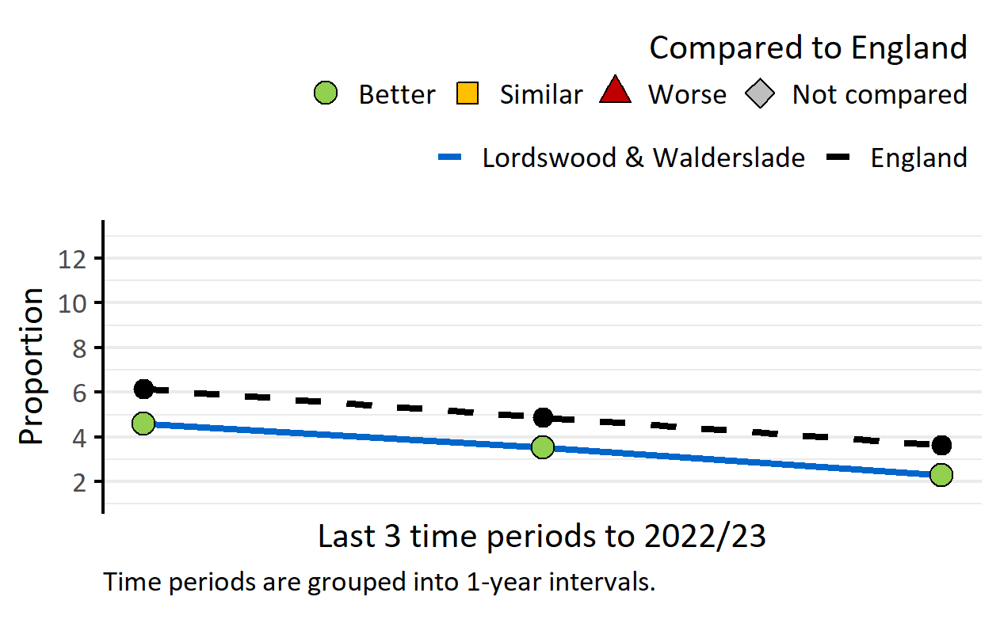 Compared to England
Better Similar Worse Not compared
Lordswood & Walderslade England
12
10
8
6
4
2
Proportion
Last 3 time periods to 2022/23
Time periods are grouped into 1-year intervals.